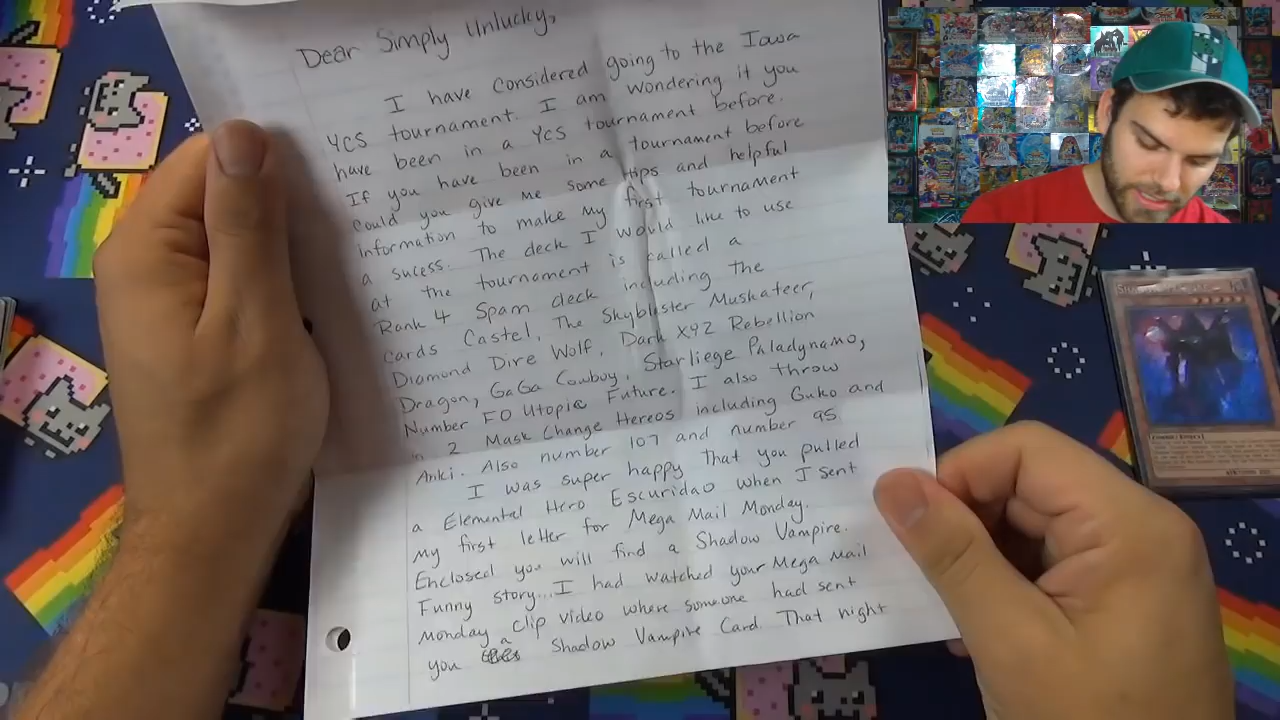 Dear Simply Unlucky,
I have considered going to the Iowa
YCS tournament. I am wondering if you
have been in a YCS tournament before.
If you have been in a tournament before
could you give me some tips and helpful
information to make my first tournament
a sucess. The deck I would like to use
at the tournament is called a
Rank 4 Spam deck including the
cards Castel, The Skyblaster Muskateer,
Diamond Dire Wolf, Dark XYZ Rebellion
Dragon, GaGa Cowboy, Starliege Paladynamo,
Number F0 Utopic Future. I also throw
in 2 Mask Change Hereos including Guko and
Anki. Also number 107 and number 95.
I was super happy that you pulled
a Elemental Hero Escuridao when I sent
my first letter for Mega Mail Monday.
Enclosed you will find a Shadow Vampire.
Funny story...I had watched your Mega Mail
Monday clip video where someone had sent
you a Shadow Vampire Card. That night